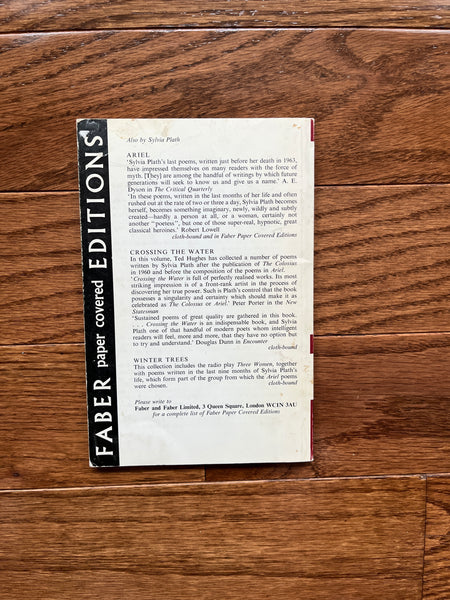 FABER paper covered EDITIONS
Also by Sylvia Plath
ARIEL
'Sylvia Plath's last poems, written just before her death in 1963,
have impressed themselves on many readers with the force of
myth. [They] are among the handful of writings by which future
generations will seek to know us and give us a name.' A. E.
Dyson in The Critical Quarterly
'In these poems, written in the last months of her life and often
rushed out at the rate of two or three a day, Sylvia Plath becomes
herself, becomes something imaginary, newly, wildly and subtly
created—hardly a person at all, or a woman, certainly not
another "poetess", but one of those super-real, hypnotic, great
classical heroines.' Robert Lowell
cloth-bound and in Faber Paper Covered Editions
CROSSING THE WATER
In this volume, Ted Hughes has collected a number of poems
written by Sylvia Plath after the publication of The Colossus
in 1960 and before the composition of the poems in Ariel.
'Crossing the Water is full of perfectly realised works. Its most
striking impression is of a front-rank artist in the process of
discovering her true power. Such is Plath's control that the book
possesses a singularity and certainty which should make it as
celebrated as The Colossus or Ariel.' Peter Porter in the New
Statesman
'Sustained poems of great quality are gathered in this book.
. . . Crossing the Water is an indispensable book, and Sylvia
Plath one of that handful of modern poets whom intelligent
readers will feel, more and more, that they have no option but
to try and understand.' Douglas Dunn in Encounter
cloth-bound
WINTER TREES
This collection includes the radio play Three Women, together
with poems written in the last nine months of Sylvia Plath's
life, which form part of the group from which the Ariel poems
were chosen.
cloth-bound
Please write to
Faber and Faber Limited, 3 Queen Square, London WC1N 3AU
for a complete list of Faber Paper Covered Editions